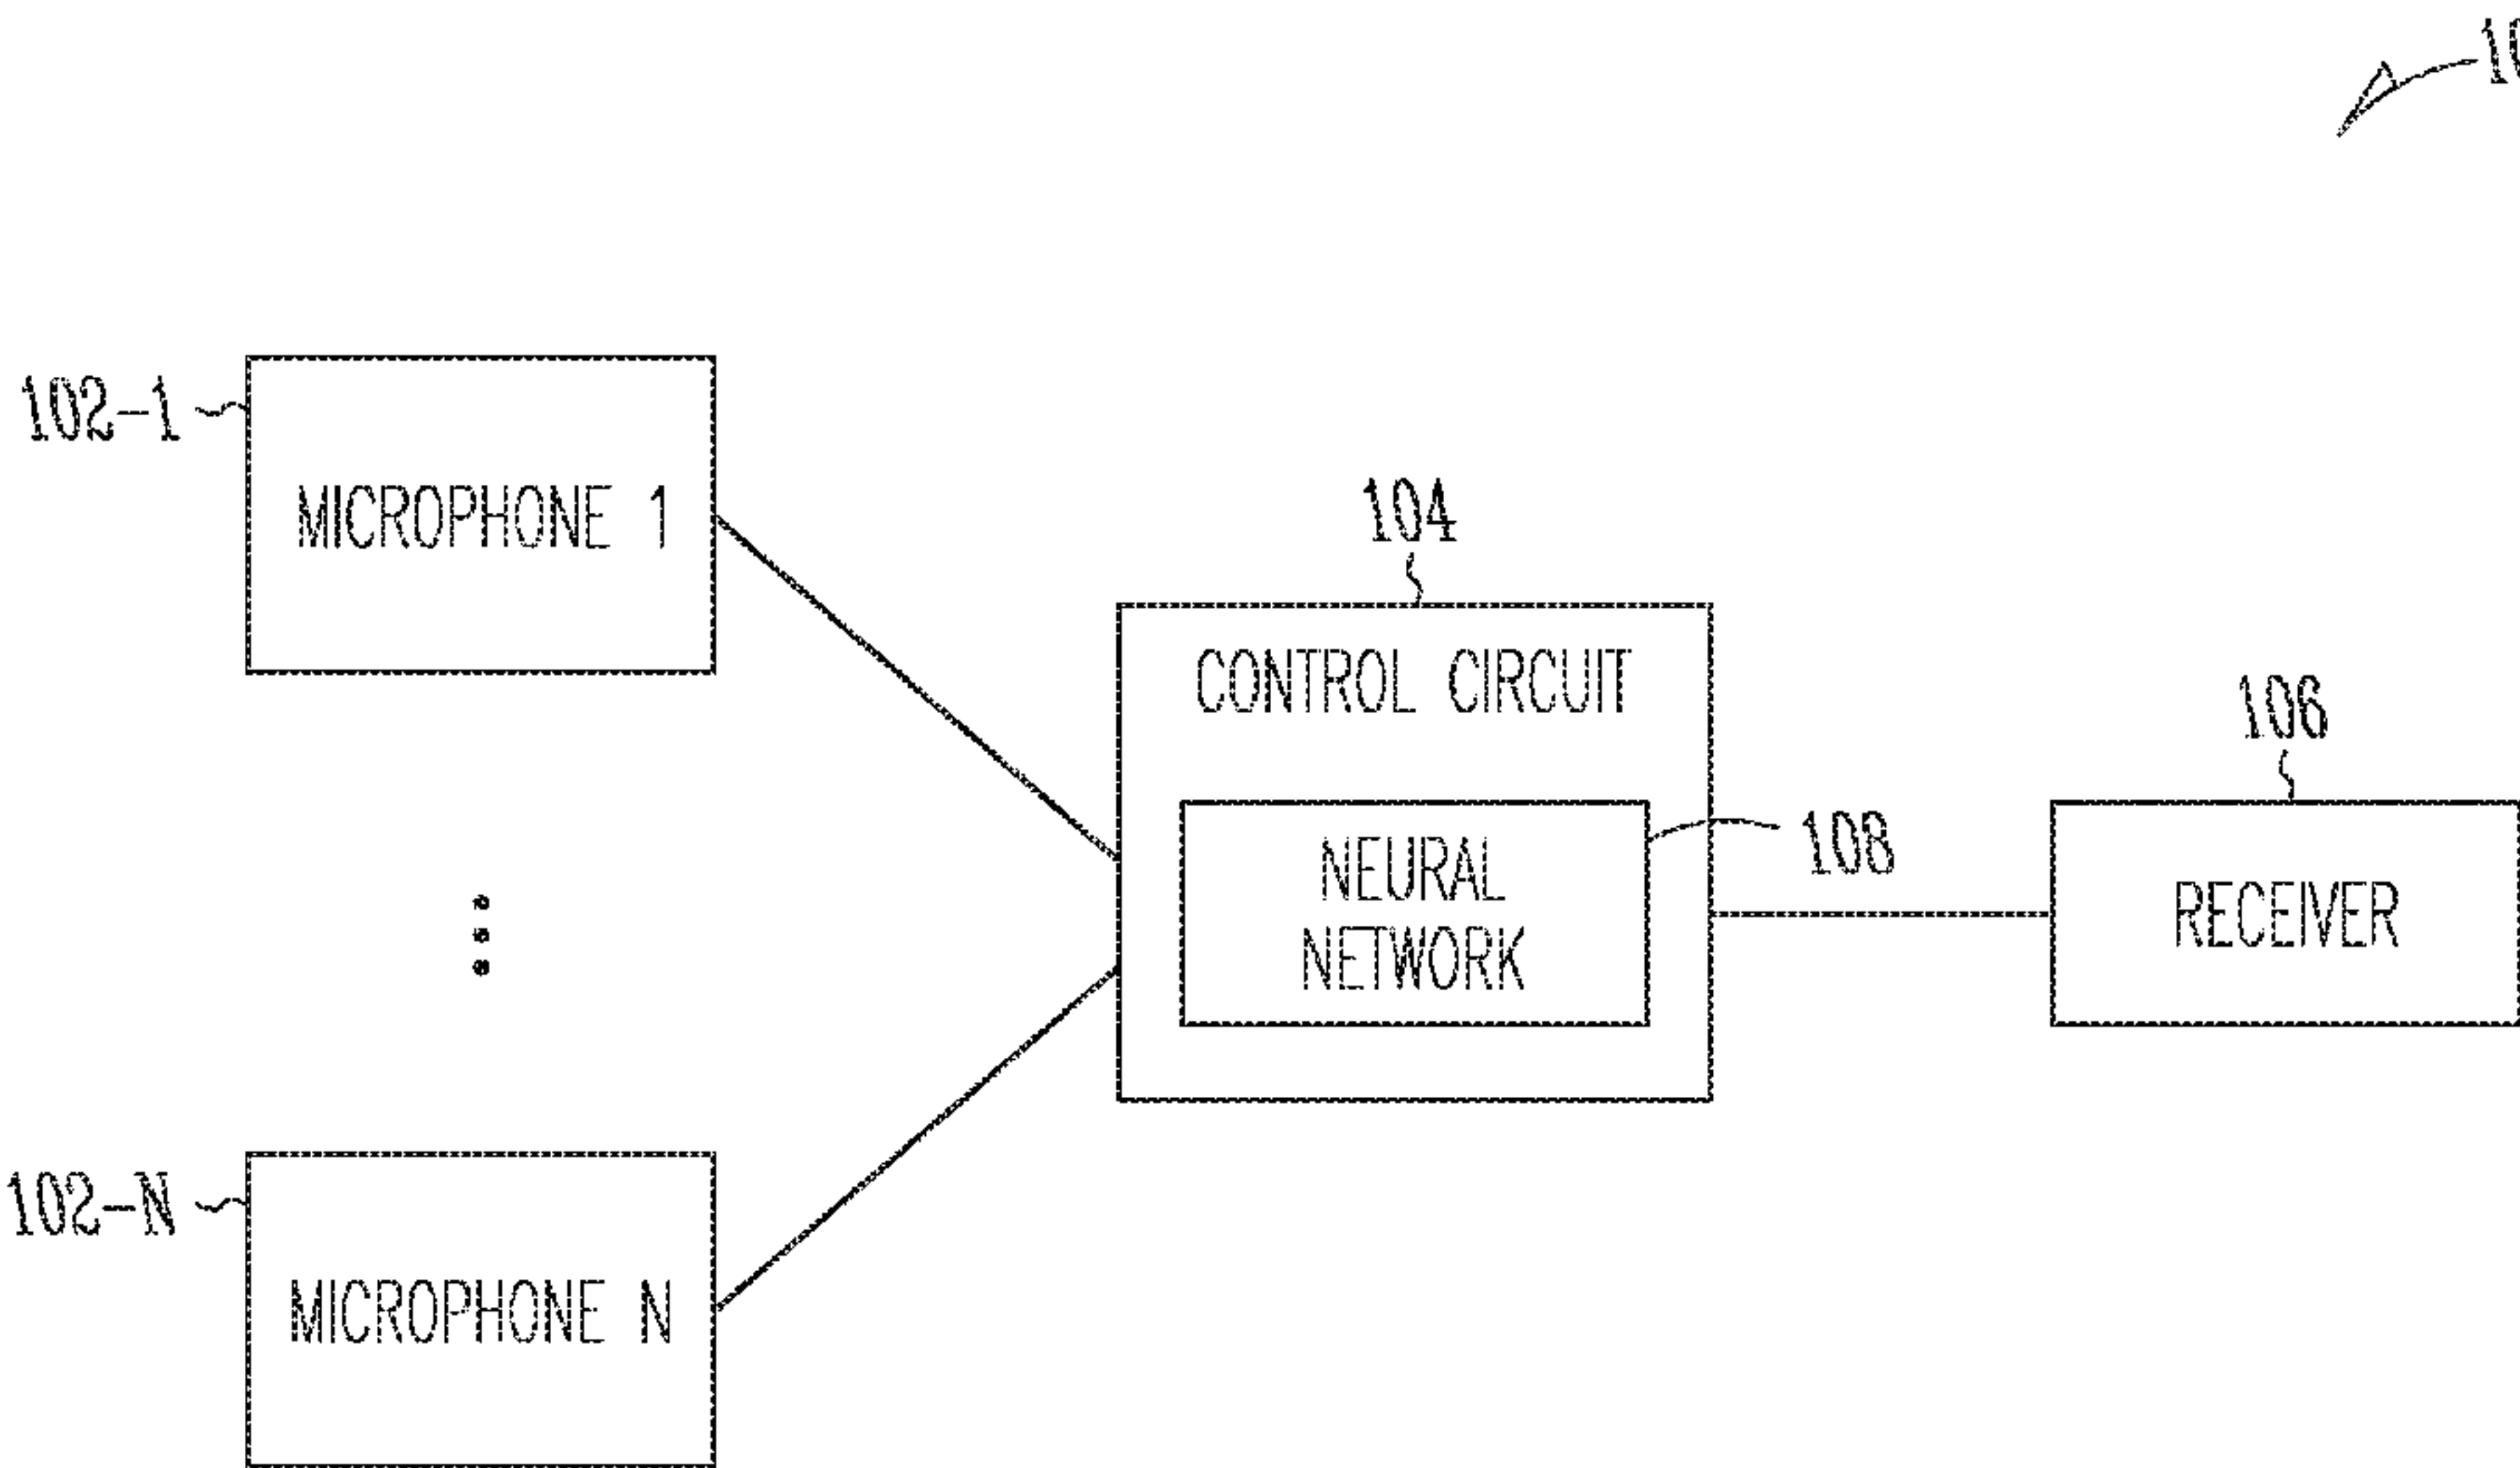 102-1
MICROPHONE 1
104
CONTROL CIRCUIT
106
NEURAL
NETWORK
108
RECEIVER
102-N
MICROPHONE N